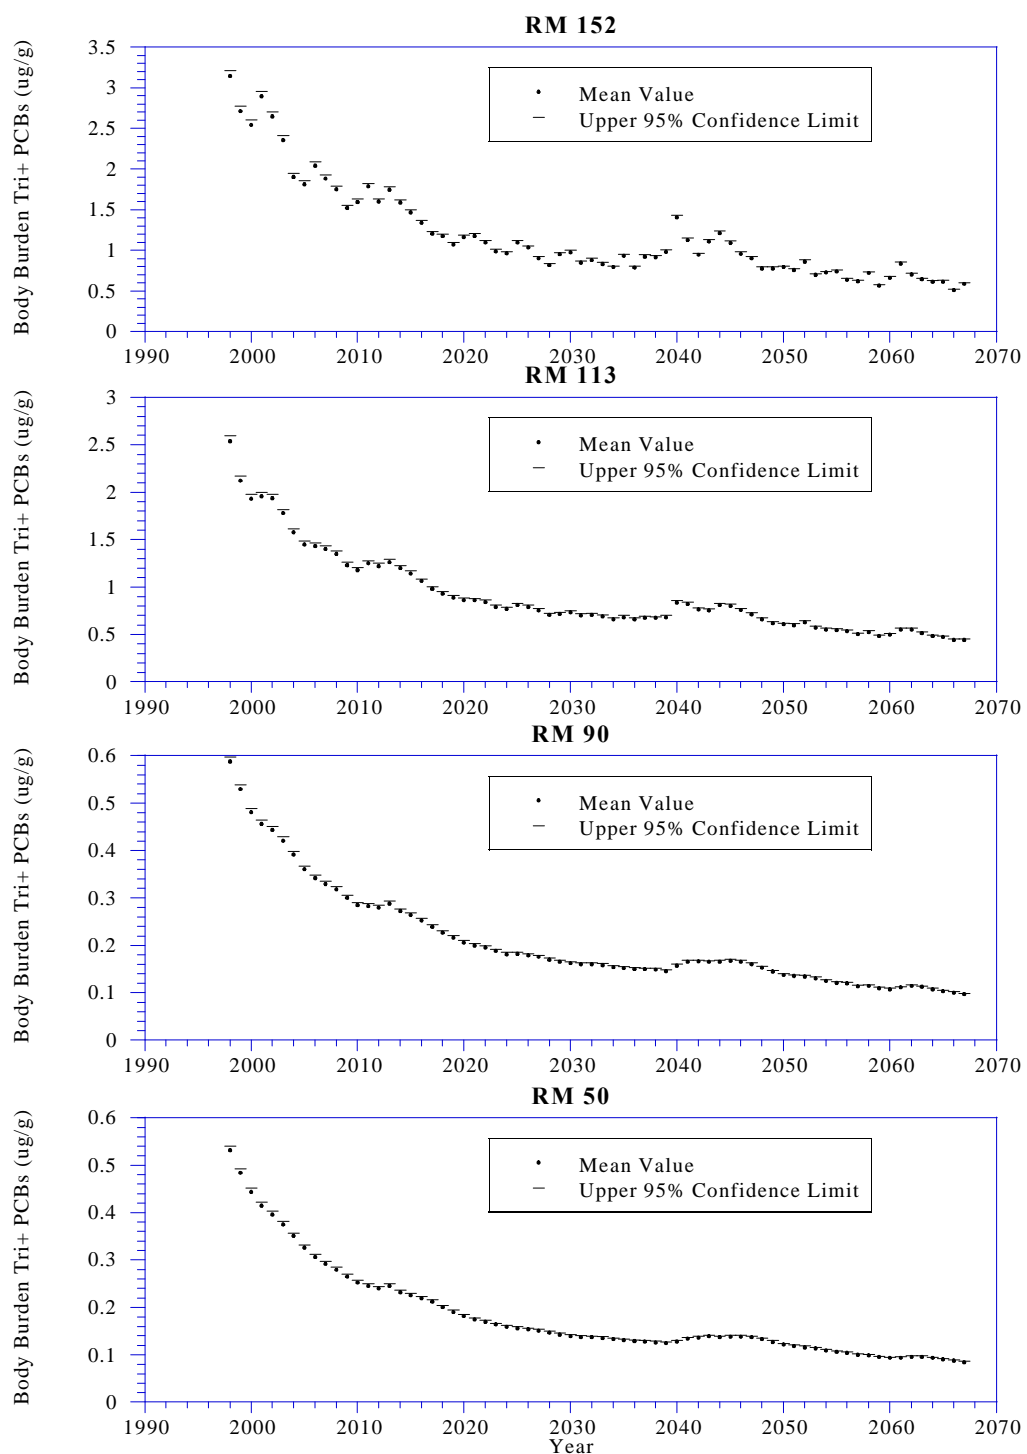 RM 152
Body Burden Tri+ PCBs (ug/g)
3.5
3
2.5
2
1.5
1
0.5
0
Mean Value
Upper 95% Confidence Limit
1990 2000 2010 2020 2030 2040 2050 2060 2070
RM 113
Body Burden Tri+ PCBs (ug/g)
3
2.5
2
1.5
1
0.5
0
Mean Value
Upper 95% Confidence Limit
1990 2000 2010 2020 2030 2040 2050 2060 2070
RM 90
Body Burden Tri+ PCBs (ug/g)
0.6
0.5
0.4
0.3
0.2
0.1
0
Mean Value
Upper 95% Confidence Limit
1990 2000 2010 2020 2030 2040 2050 2060 2070
RM 50
Body Burden Tri+ PCBs (ug/g)
0.6
0.5
0.4
0.3
0.2
0.1
0
Mean Value
Upper 95% Confidence Limit
1990 2000 2010 2020 2030 2040 2050 2060 2070
Year